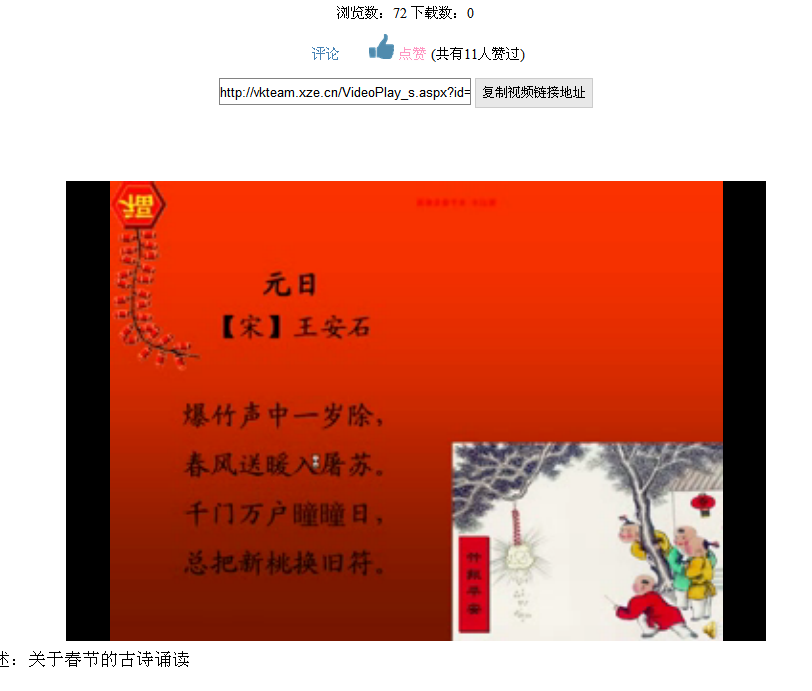 浏览数：72 下载数：0
评论 点赞 (共有11人赞过)
http://vkteam.xze.cn/VideoPlay_s.aspx?id= 复制视频链接地址
福
元日
【宋】王安石
爆竹声中一岁除，
春风送暖入屠苏。
千门万户瞳瞳日，
总把新桃换旧符。
竹报平安
述：关于春节的古诗诵读